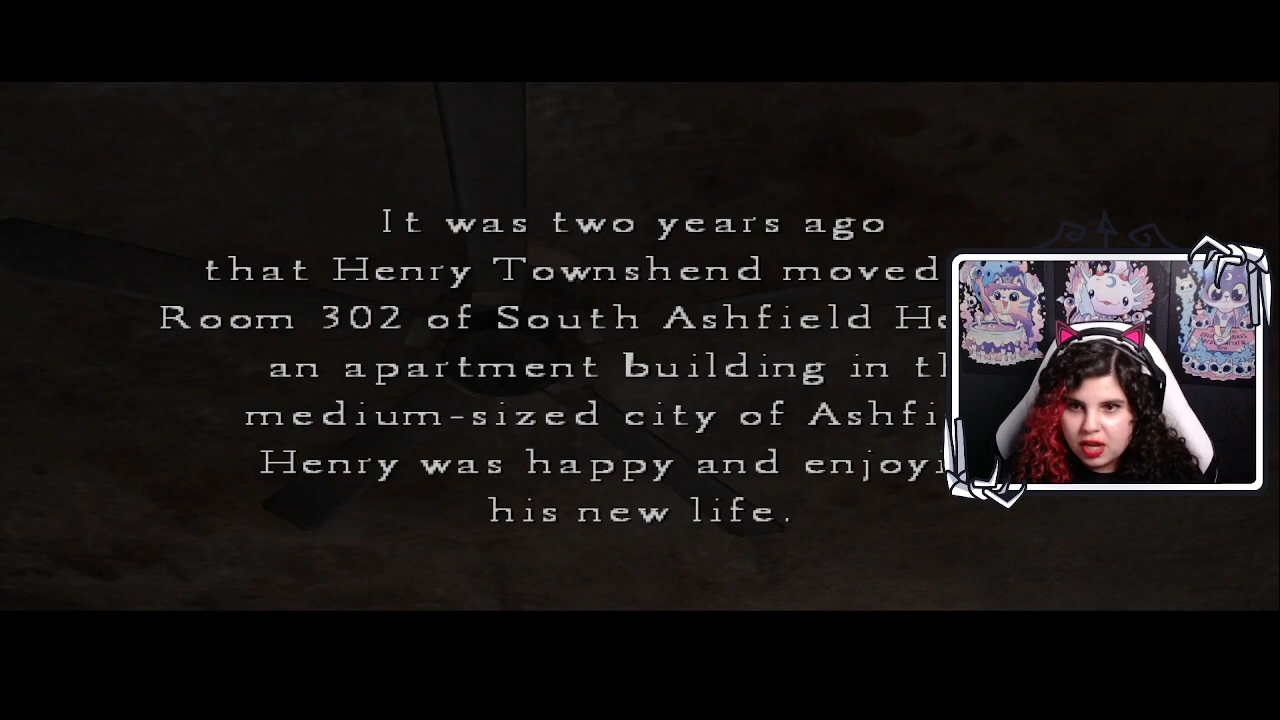 It was two years ago
that Henry Townshend moved
Room 302 of South Ashfield
an apartment building in
medium-sized city of
Henry was happy and
his new life.